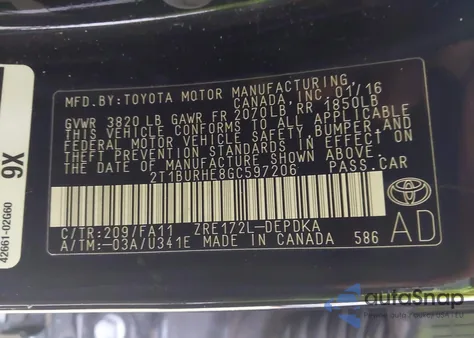 MFD.BY:TOYOTA MOTOR MANUFACTURING,
CANADA, INC. 01/16
GVWR 3820 LB GAWR FR 2070LB, RR 1850LB
THIS VEHICLE CONFORMS TO ALL APPLICABLE
FEDERAL MOTOR VEHICLE SAFETY, BUMPER, AND
THEFT PREVENTION STANDARDS IN EFFECT ON
THE DATE OF MANUFACTURE SHOWN ABOVE.
2T1BURHE8GC597206 PASS.CAR
C/TR:209/FA11 ZRE172L-DEPDKA
A/TM:-03A/U341E MADE IN CANADA 586
AD
9X
42661-02G60
autoSnap